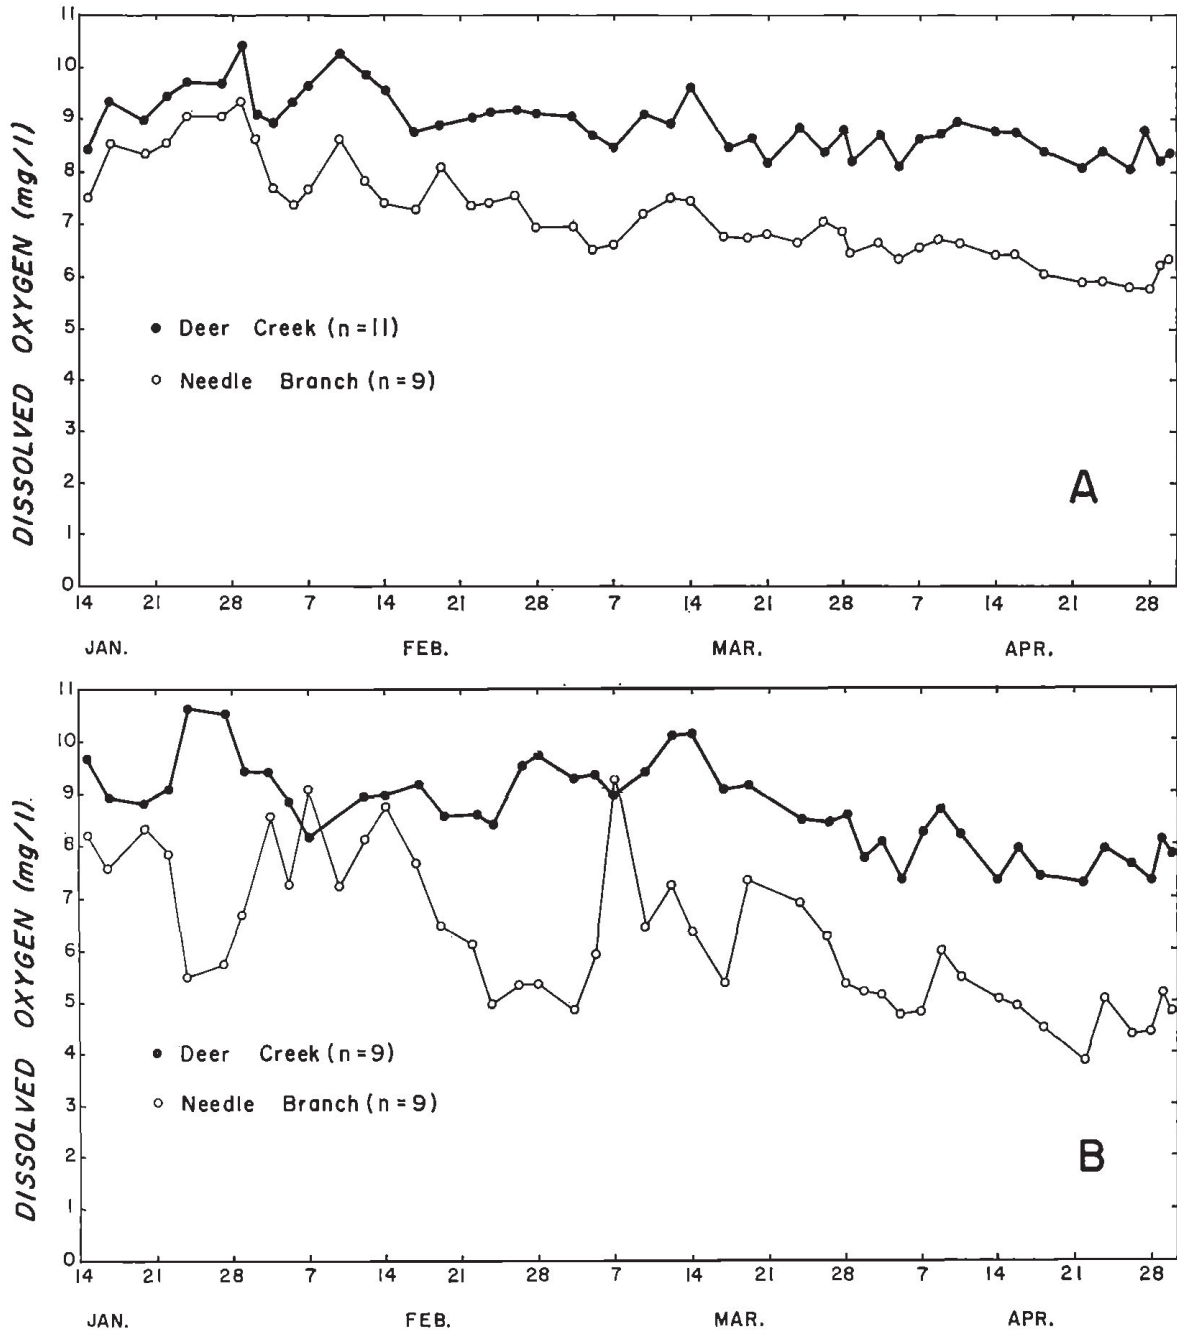 DISSOLVED OXYGEN (mg/l)
11
10
9
8
7
6
5
4
3
2
1
0
Deer Creek (n=11)
Needle Branch (n=9)
A
14 21 28 7 14 21 28 7 14 21 28 7 14 21 28
JAN. FEB. MAR. APR.
DISSOLVED OXYGEN (mg/l).
11
10
9
8
7
6
5
4
3
2
1
0
Deer Creek (n=9)
Needle Branch (n=9)
B
14 21 28 7 14 21 28 7 14 21 28 7 14 21 28
JAN. FEB. MAR. APR.